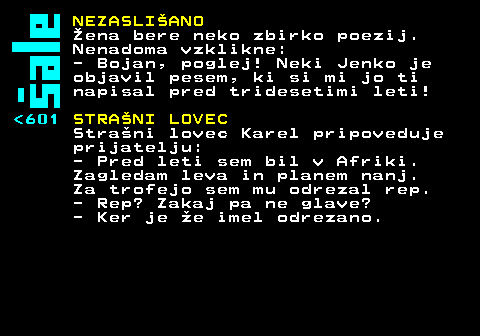 Šale
NEZASLIŠANO
Žena bere neko zbirko poezij.
Nenadoma vzklikne:
- Bojan, poglej! Neki Jenko je
objavil pesem, ki si mi jo ti
napisal pred tridesetimi leti!
<601 STRAŠNI LOVEC
Strašni lovec Karel pripoveduje
prijatelju:
- Pred leti sem bil v Afriki.
Zagledam leva in planem nanj.
Za trofejo sem mu odrezal rep.
- Rep? Zakaj pa ne glave?
- Ker je že imel odrezano.